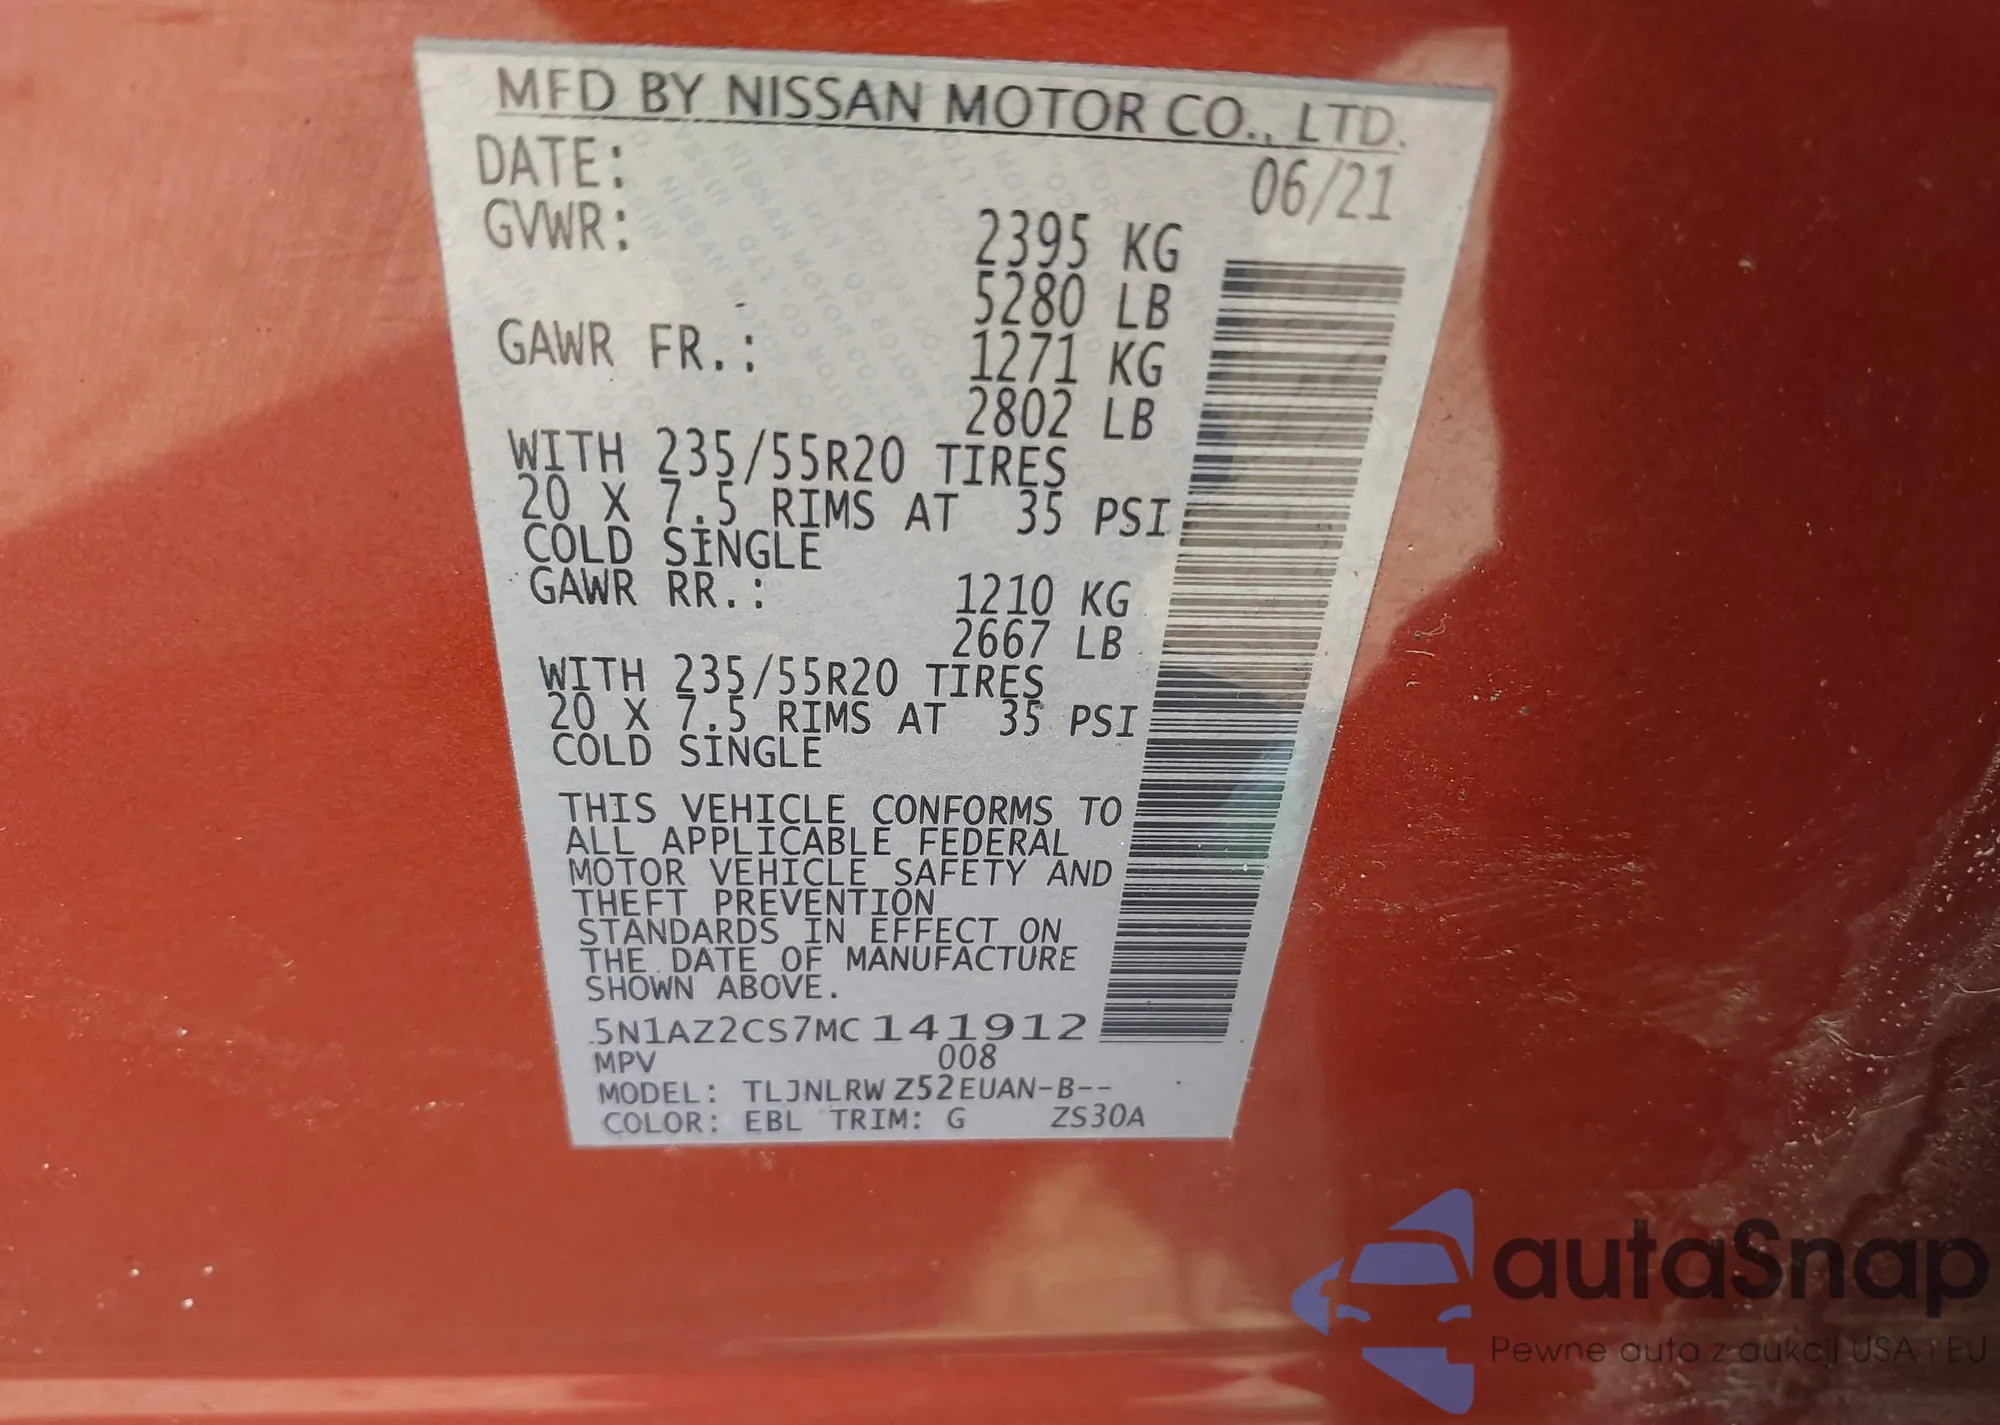 MFD BY NISSAN MOTOR CO., LTD.
DATE: 06/21
GVWR: 2395 KG
5280 LB
GAWR FR.: 1271 KG
2802 LB
WITH 235/55R20 TIRES
20 X 7.5 RIMS AT 35 PSI
COLD SINGLE
GAWR RR.: 1210 KG
2667 LB
WITH 235/55R20 TIRES
20 X 7.5 RIMS AT 35 PSI
COLD SINGLE
THIS VEHICLE CONFORMS TO
ALL APPLICABLE FEDERAL
MOTOR VEHICLE SAFETY AND
THEFT PREVENTION
STANDARDS IN EFFECT ON
THE DATE OF MANUFACTURE
SHOWN ABOVE.
5N1AZ2CS7MC141912
MPV 008
MODEL: TLJNLRW Z52EUAN-B--
COLOR: EBL TRIM: G ZS30A
autaSnap
Pewne auta z aukcji USA i EU